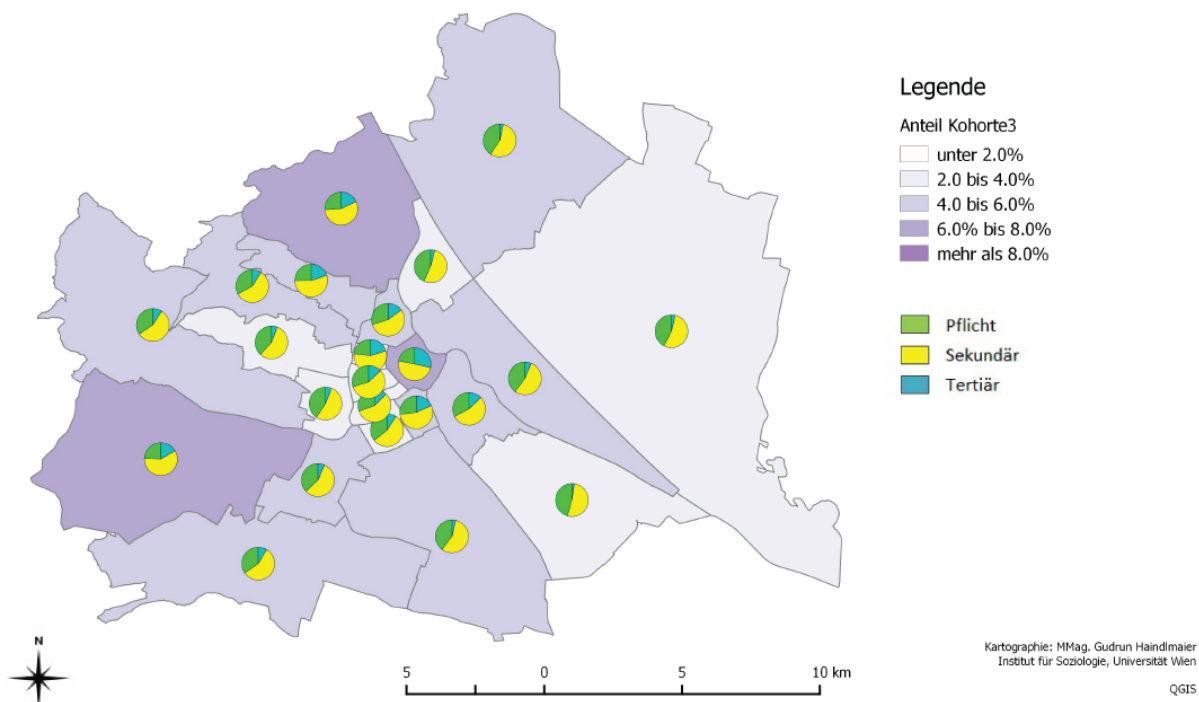 Legende
Anteil Kohorte3
unter 2.0%
2.0 bis 4.0%
4.0 bis 6.0%
6.0% bis 8.0%
mehr als 8.0%
Pflicht
Sekundär
Tertiär
N
5 0 5 10 km
Kartographie: MMag. Gudrun Haindlmaier
Institut für Soziologie, Universität Wien
QGIS